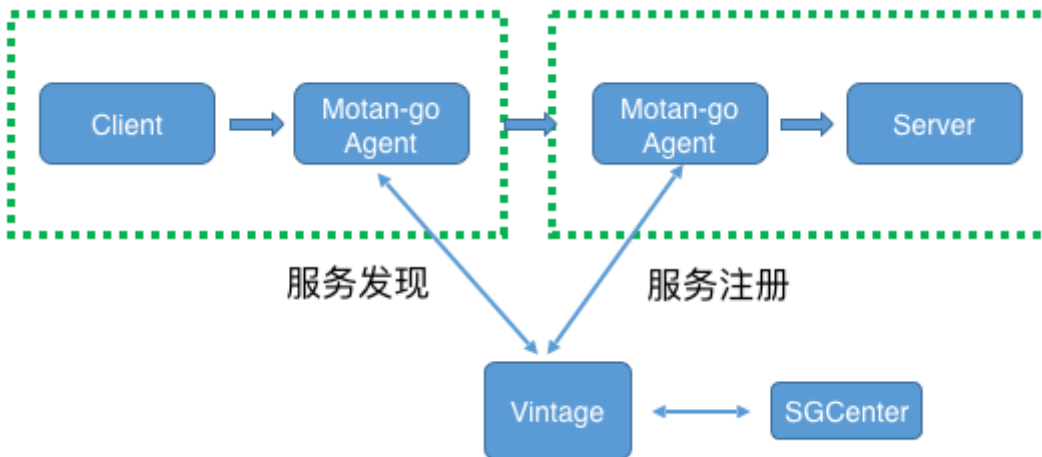 Client
Motan-go
Agent
Motan-go
Agent
Server
服务发现
服务注册
Vintage
SGCenter